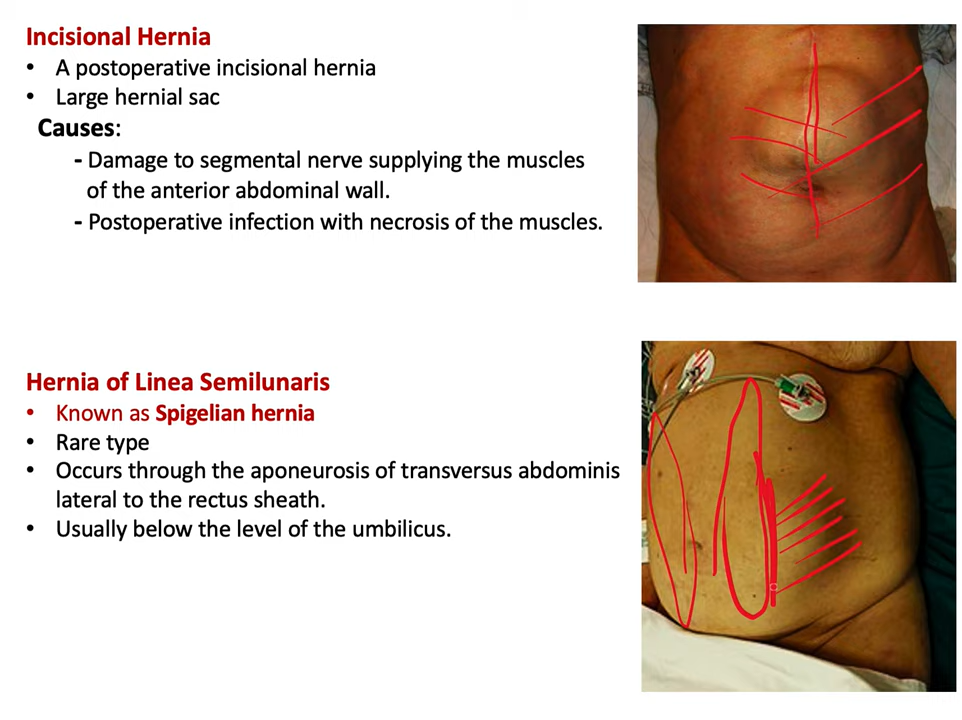 Incisional Hernia
• A postoperative incisional hernia
• Large hernial sac
Causes:
- Damage to segmental nerve supplying the muscles
of the anterior abdominal wall.
- Postoperative infection with necrosis of the muscles.
Hernia of Linea Semilunaris
• Known as Spigelian hernia
• Rare type
• Occurs through the aponeurosis of transversus abdominis
lateral to the rectus sheath.
• Usually below the level of the umbilicus.